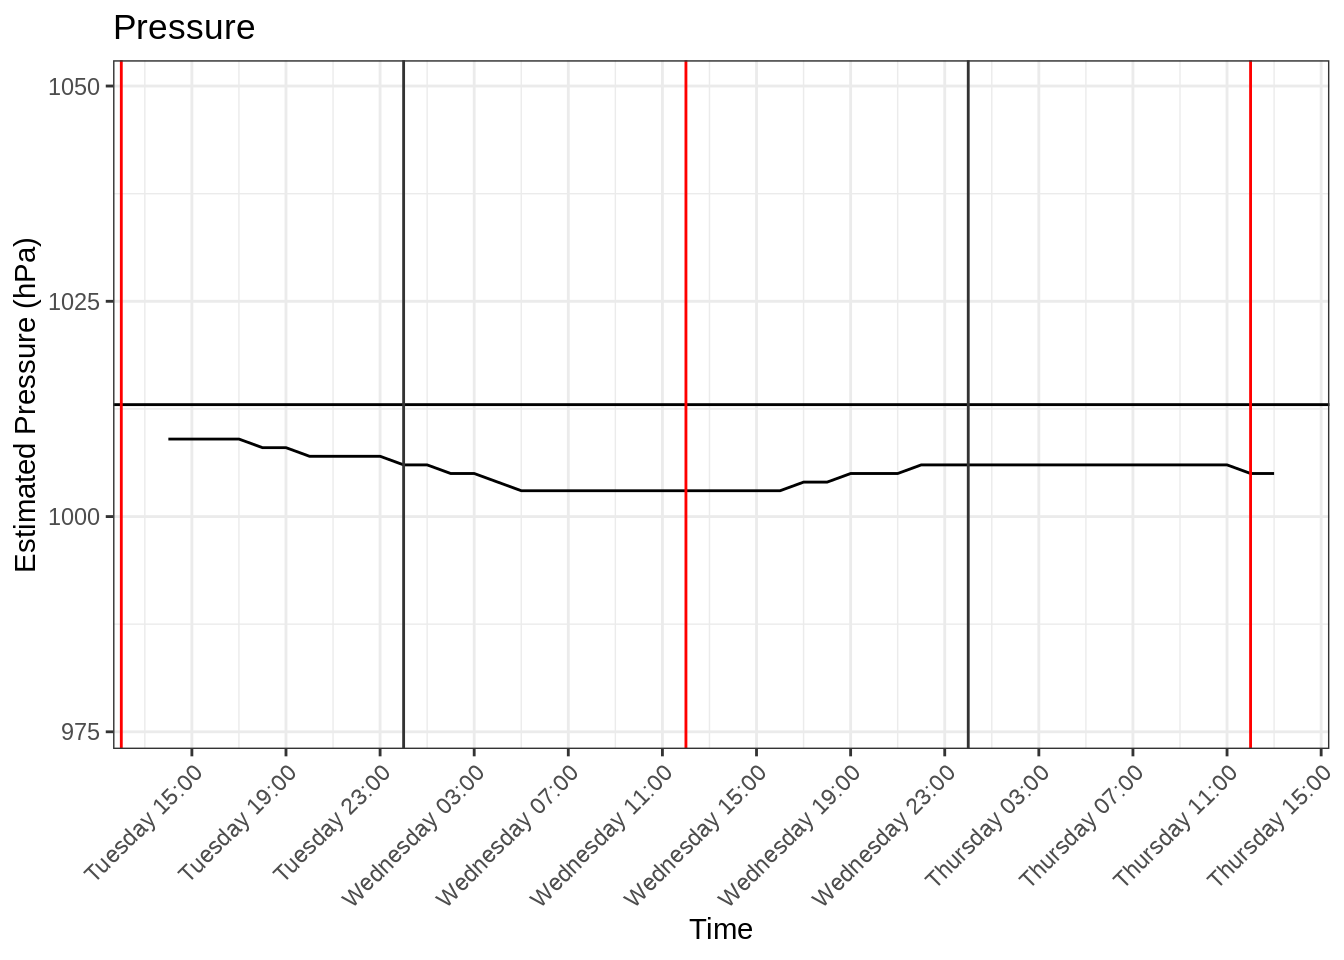 Pressure
Estimated Pressure (hPa)
1050
1025
1000
975
Tuesday 15:00
Tuesday 19:00
Tuesday 23:00
Wednesday 03:00
Wednesday 07:00
Wednesday 11:00
Wednesday 15:00
Wednesday 19:00
Wednesday 23:00
Thursday 03:00
Thursday 07:00
Thursday 11:00
Thursday 15:00
Time